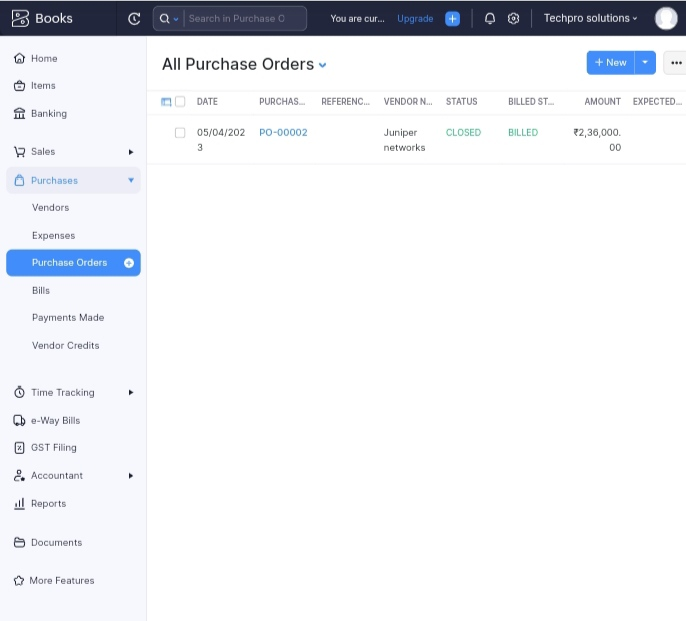 Books
Search in Purchase O
You are cur... Upgrade
Techpro solutions
Home
Items
Banking
Sales
Purchases
Vendors
Expenses
Purchase Orders
Bills
Payments Made
Vendor Credits
Time Tracking
e-Way Bills
GST Filing
Accountant
Reports
Documents
More Features
All Purchase Orders
+ New
DATE PURCHAS... REFERENC... VENDOR N... STATUS BILLED ST... AMOUNT EXPECTED...
05/04/202 PO-00002 Juniper CLOSED BILLED ₹2,36,000.
3 networks 00